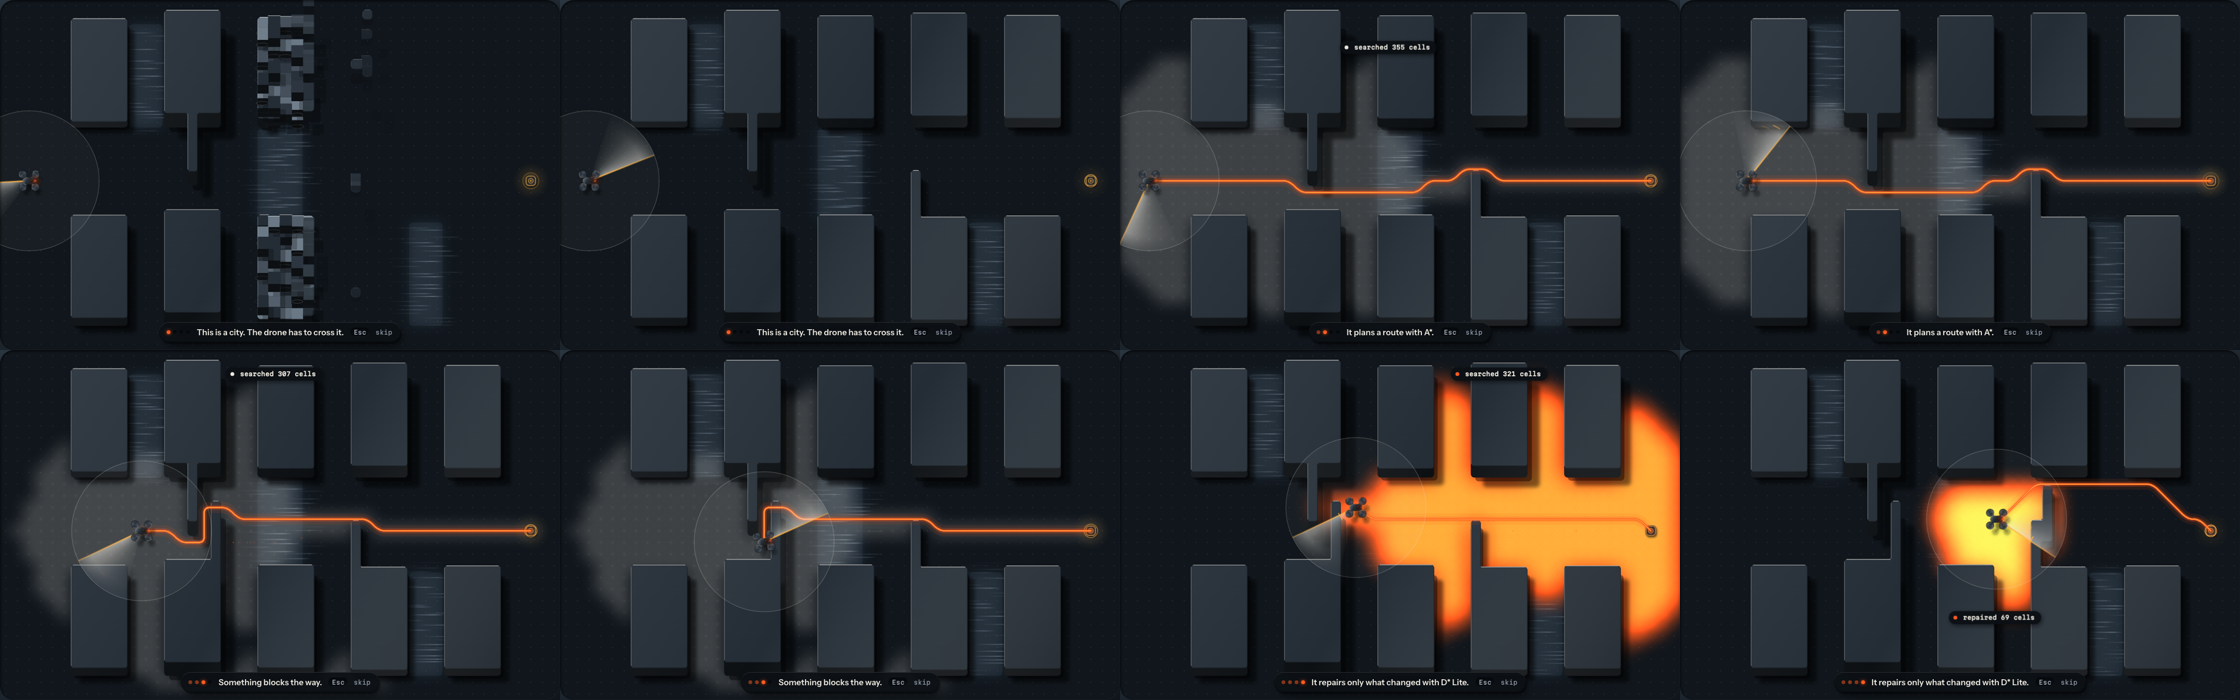 This is a city. The drone has to cross it. Esc skip
This is a city. The drone has to cross it. Esc skip
searched 355 cells
It plans a route with A*. Esc skip
It plans a route with A*. Esc skip
searched 307 cells
Something blocks the way. Esc skip
Something blocks the way. Esc skip
searched 321 cells
It repairs only what changed with D* Lite. Esc skip
repaired 69 cells
It repairs only what changed with D* Lite. Esc skip